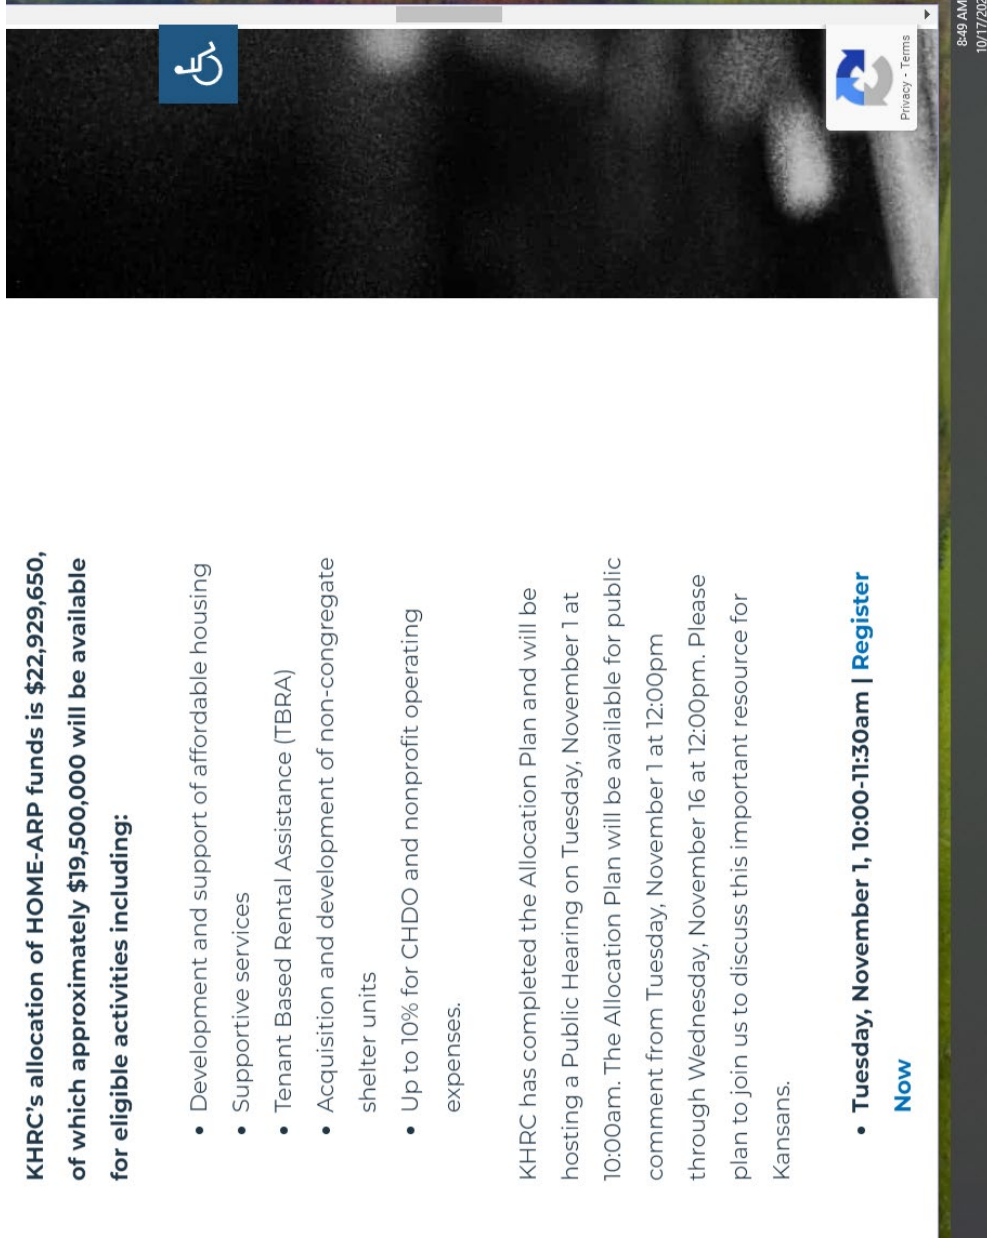 KHRC's allocation of HOME-ARP funds is $22,929,650,
of which approximately $19,500,000 will be available
for eligible activities including:
• Development and support of affordable housing
• Supportive services
• Tenant Based Rental Assistance (TBRA)
• Acquisition and development of non-congregate
shelter units
• Up to 10% for CHDO and nonprofit operating
expenses.
KHRC has completed the Allocation Plan and will be
hosting a Public Hearing on Tuesday, November 1 at
10:00am. The Allocation Plan will be available for public
comment from Tuesday, November 1 at 12:00pm
through Wednesday, November 16 at 12:00pm. Please
plan to join us to discuss this important resource for
Kansans.
• Tuesday, November 1, 10:00-11:30am | Register
Now
Privacy - Terms
8:49 AM